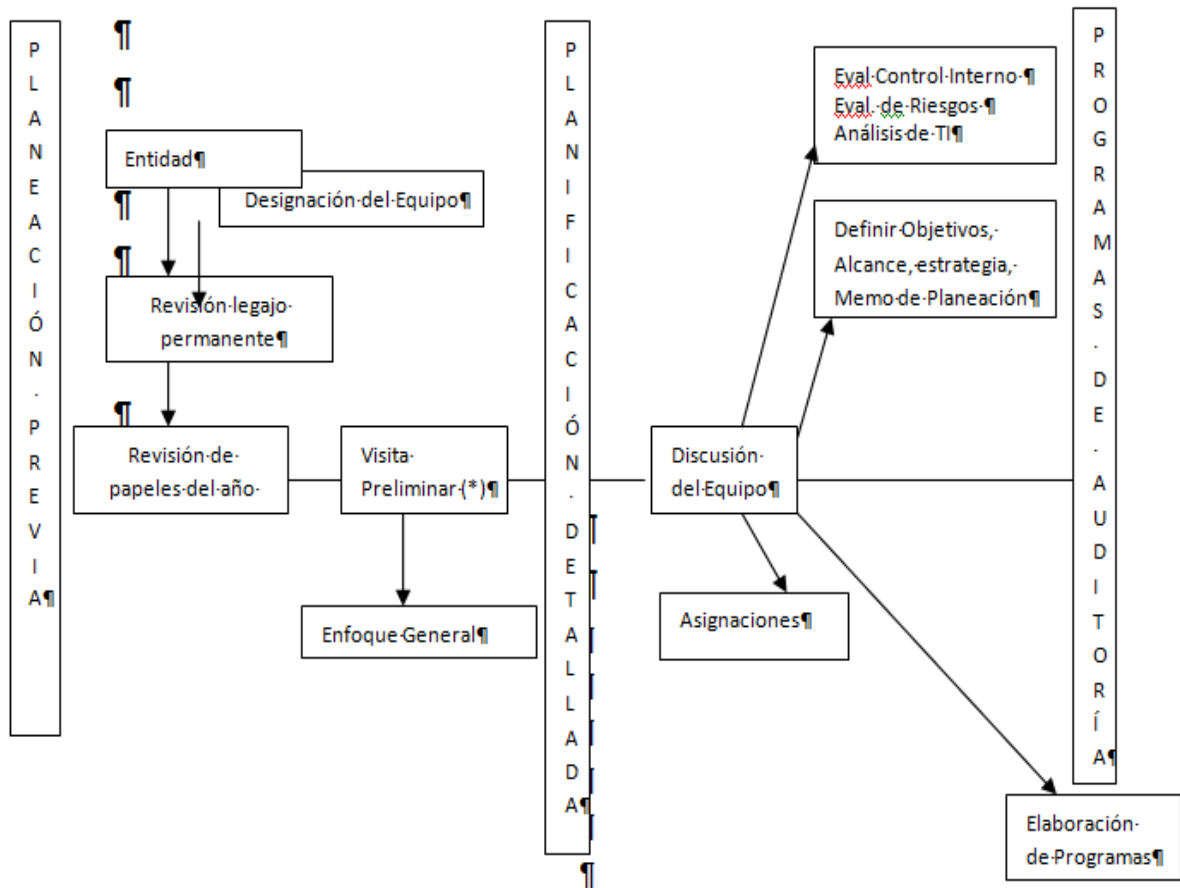 PLANEACIÓN·PREVIA¶
¶
¶
Entidad¶
Designación·del·Equipo¶
¶
¶
Revisión·legajo·
permanente¶
¶
Revisión·de·
papeles·del·año·
Visita·
Preliminar·(*)¶
Enfoque·General¶
PLANIFICACIÓN·DETALLADA¶
¶
Discusión·
del·Equipo¶
Eval·Control·Interno·¶
Eval.·de·Riesgos·¶
Análisis·de·TI¶
Definir·Objetivos,·
Alcance,·estrategia,·
Memo·de·Planeación¶
Asignaciones¶
PROGRAMAS·DE·AUDITORÍA¶
Elaboración·
de·Programas¶